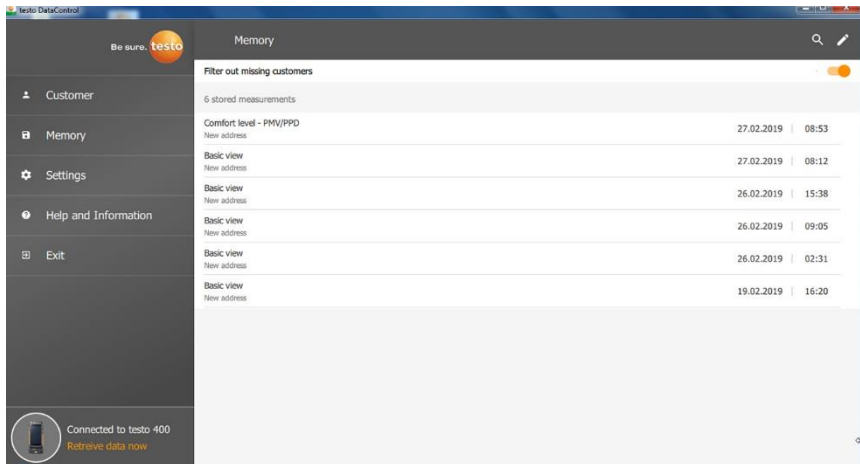 testo DataControl
Be sure. testo
Memory
Filter out missing customers
Customer
6 stored measurements
Comfort level - PMV/PPD
New address
27.02.2019 | 08:53
Memory
Basic view
New address
27.02.2019 | 08:12
Settings
Basic view
New address
26.02.2019 | 15:38
Help and Information
Basic view
New address
26.02.2019 | 09:05
Exit
Basic view
New address
26.02.2019 | 02:31
Basic view
New address
19.02.2019 | 16:20
Connected to testo 400
Retreive data now